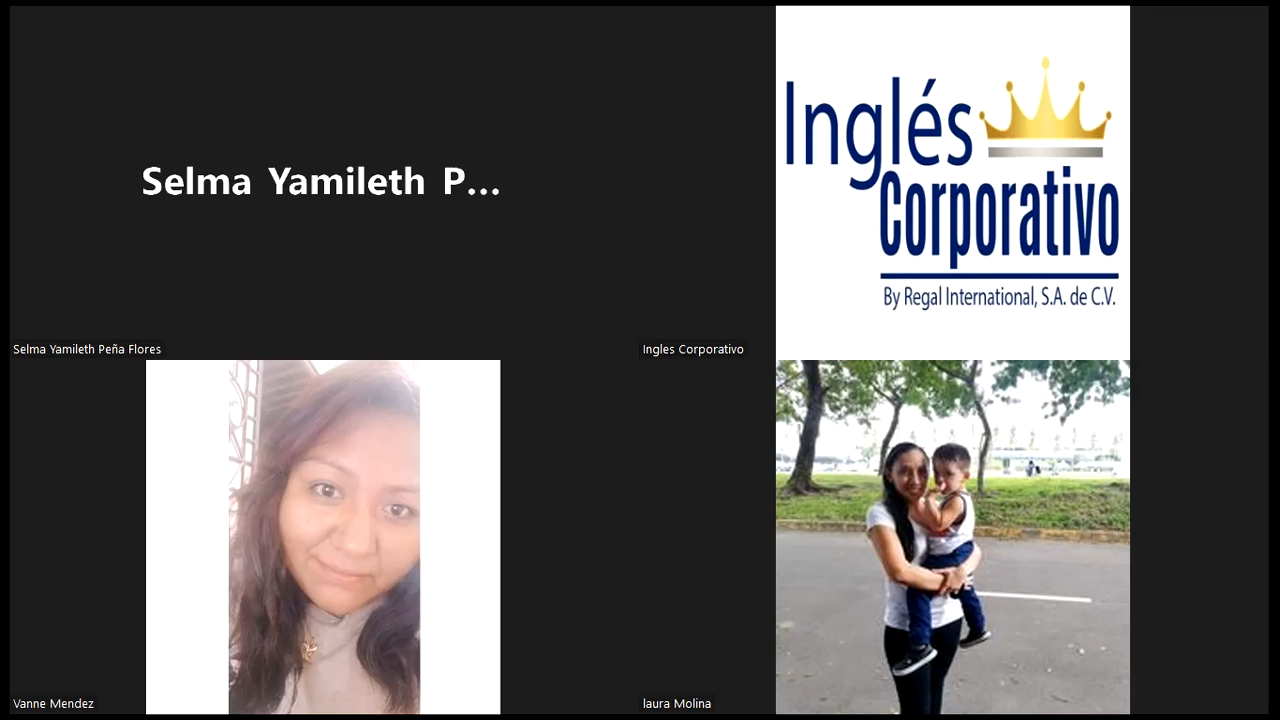 Selma Yamileth P...
Selma Yamileth Peña Flores
Inglés
Corporativo
By Regal International, S.A. de C.V.
Ingles Corporativo
Vanne Mendez
laura Molina